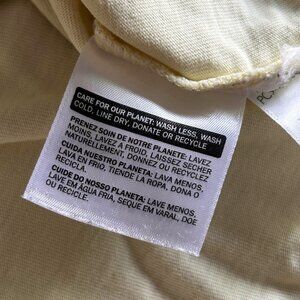 CARE FOR OUR PLANET: WASH LESS, WASH
COLD, LINE DRY, DONATE OR RECYCLE
PRENEZ SOIN DE NOTRE PLANETE: LAVEZ
MOINS, LAVEZ A FROID, LAISSEZ SECHER
NATURELLEMENT, DONNEZ OU RECYCLEZ
CUIDA NUESTRO PLANETA: LAVA MENOS,
LAVA EN FRIO, TIENDE LA ROPA, DONA O
RECICLA.
CUIDE DO NOSSO PLANETA: LAVE MENOS,
LAVE EM ÁGUA FRIA, SEQUE EM VARAL, DOE
OU RECICLE.